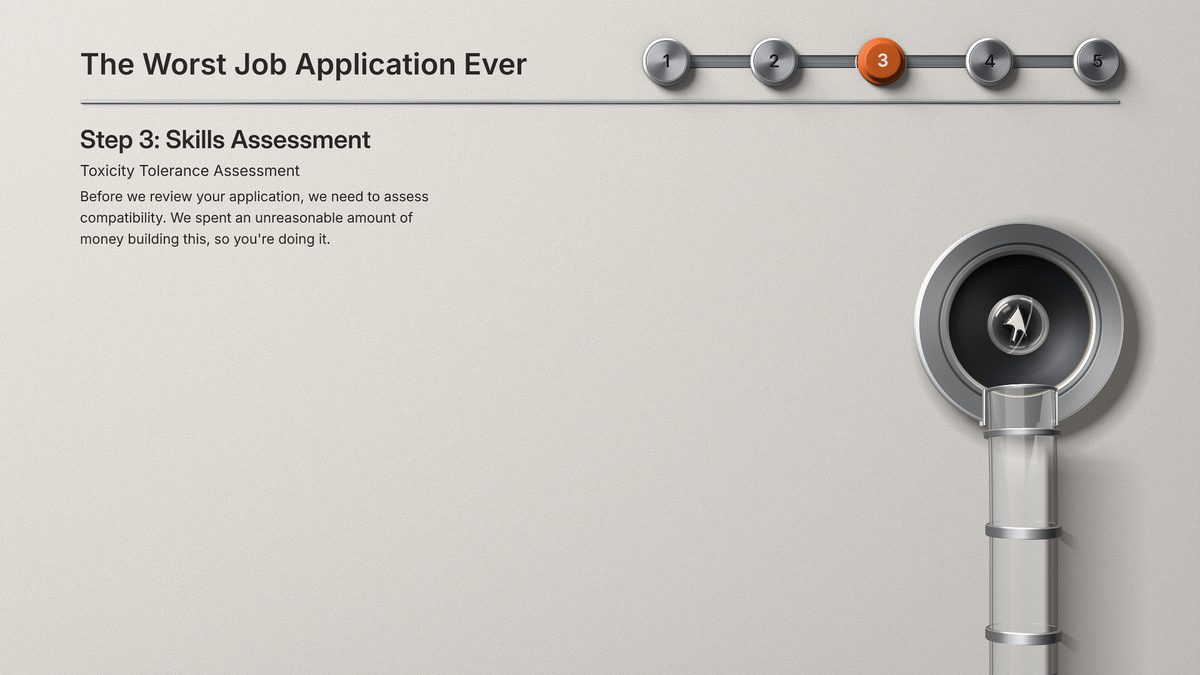 The Worst Job Application Ever
1 2 3 4 5
Step 3: Skills Assessment
Toxicity Tolerance Assessment
Before we review your application, we need to assess
compatibility. We spent an unreasonable amount of
money building this, so you're doing it.